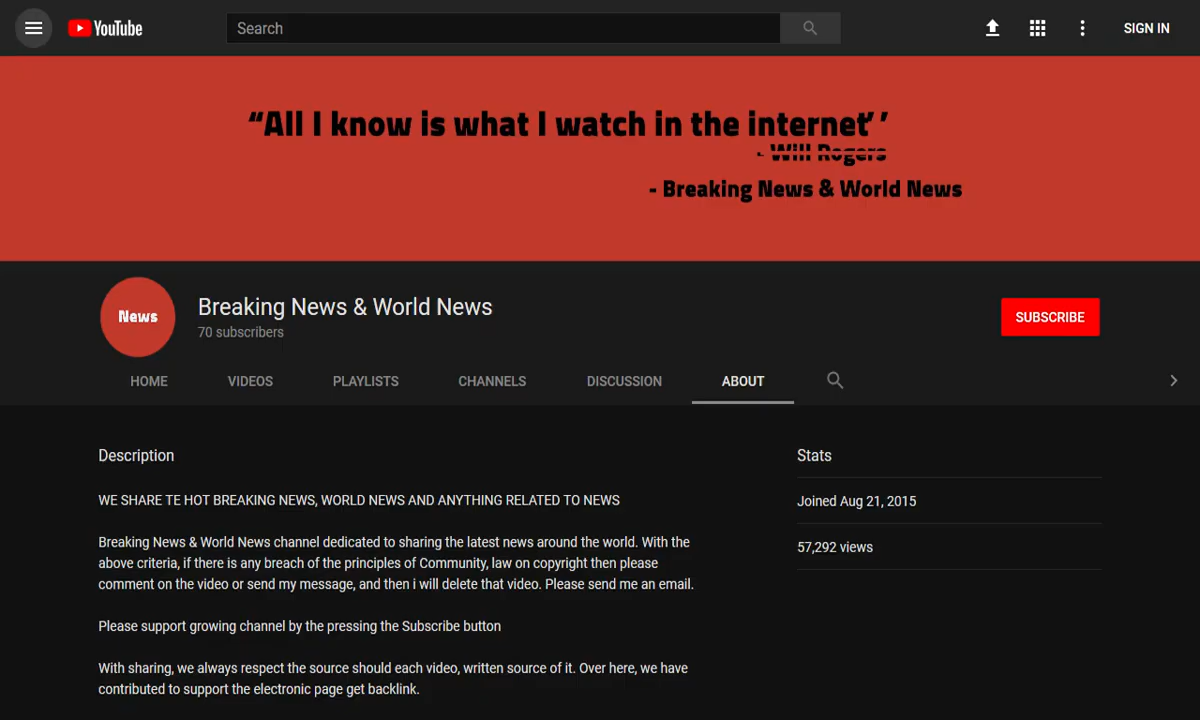 YouTube
Search
SIGN IN
“All I know is what I watch in the internet’’
- Will Rogers
- Breaking News & World News
News
Breaking News & World News
70 subscribers
SUBSCRIBE
HOME VIDEOS PLAYLISTS CHANNELS DISCUSSION ABOUT
Description
WE SHARE TE HOT BREAKING NEWS, WORLD NEWS AND ANYTHING RELATED TO NEWS
Breaking News & World News channel dedicated to sharing the latest news around the world. With the
above criteria, if there is any breach of the principles of Community, law on copyright then please
comment on the video or send my message, and then i will delete that video. Please send me an email.
Please support growing channel by the pressing the Subscribe button
With sharing, we always respect the source should each video, written source of it. Over here, we have
contributed to support the electronic page get backlink.
Stats
Joined Aug 21, 2015
57,292 views